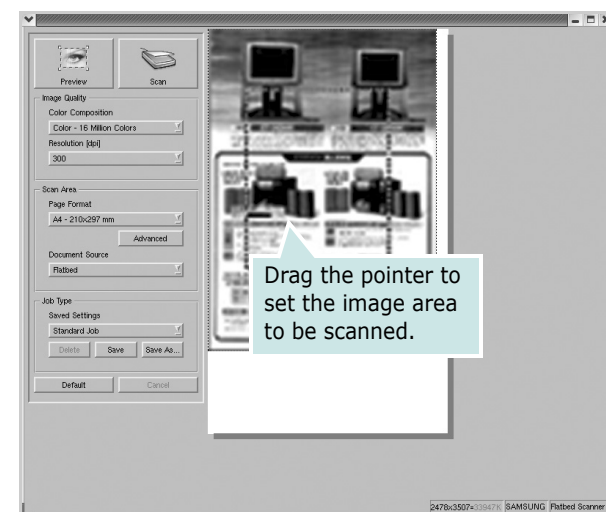 Preview
Scan
Image Quality
Color Composition
Color - 16 Million Colors
Resolution [dpi]
300
Scan Area
Page Format
A4 - 210x297 mm
Advanced
Document Source
Flatbed
Job Type
Saved Settings
Standard Job
Delete Save Save As...
Default Cancel
Drag the pointer to
set the image area
to be scanned.
2478x3507=33947K SAMSUNG Flatbed Scanner